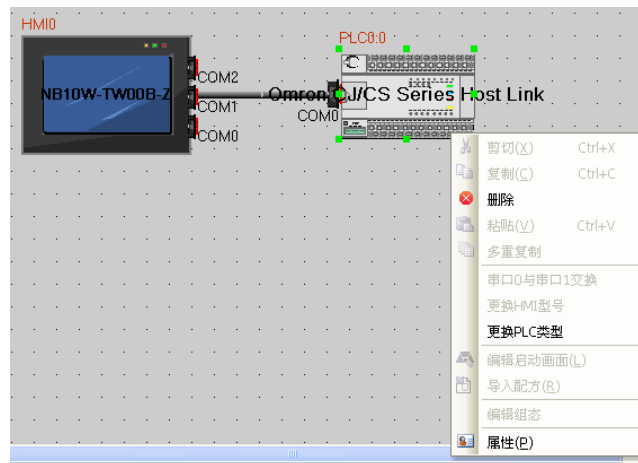 HMI0
PLC0:0
COM2
NB10W-TW00B-Z
COM1
Omron CJ/CS Series Host Link
COM0
COM0
剪切(X) Ctrl+X
复制(C) Ctrl+C
删除
粘贴(V) Ctrl+V
多重复制
串口0与串口1交换
更换HMI型号
更换PLC类型
编辑启动画面(L)
导入配方(R)
编辑组态
属性(P)